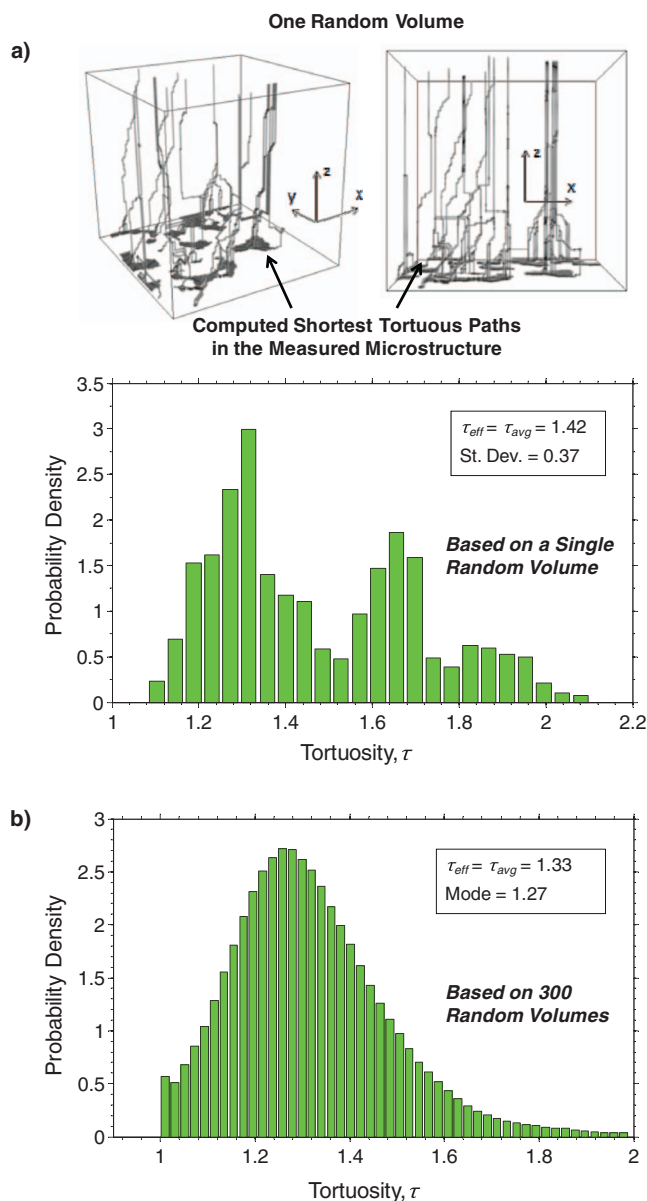 One Random Volume
a)
z
y
x
z
x
Computed Shortest Tortuous Paths
in the Measured Microstructure
3.5
3
2.5
2
1.5
1
0.5
0
Probability Density
τeff = τavg = 1.42
St. Dev. = 0.37
Based on a Single
Random Volume
1
1.2
1.4
1.6
1.8
2
2.2
Tortuosity, τ
b)
3
2.5
2
1.5
1
0.5
0
Probability Density
τeff = τavg = 1.33
Mode = 1.27
Based on 300
Random Volumes
1
1.2
1.4
1.6
1.8
2
Tortuosity, τ